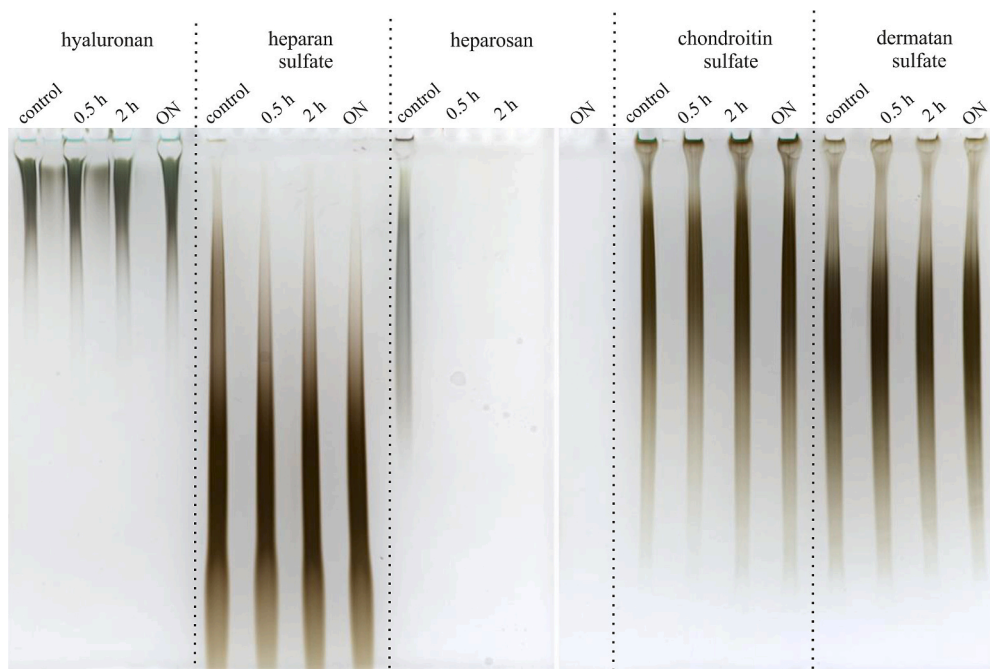 hyaluronan
heparan
sulfate
heparosan
chondroitin
sulfate
dermatan
sulfate
control
0.5 h
2 h
ON
control
0.5 h
2 h
ON
control
0.5 h
2 h
ON
control
0.5 h
2 h
ON
control
0.5 h
2 h
ON